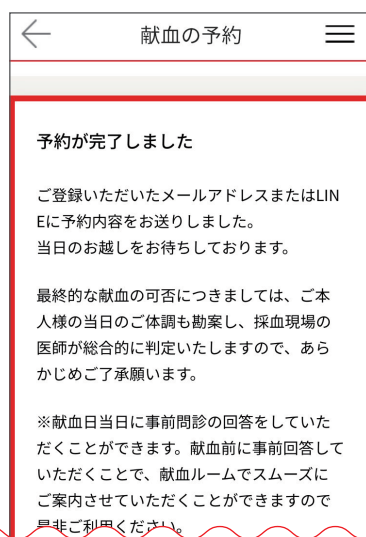 献血の予約
予約が完了しました
ご登録いただいたメールアドレスまたはLIN
Eに予約内容をお送りしました。
当日のお越しをお待ちしております。
最終的な献血の可否につきましては、ご本
人様の当日のご体調も勘案し、採血現場の
医師が総合的に判定いたしますので、あら
かじめご了承願います。
※献血日当日に事前問診の回答をしていた
だくことができます。献血前に事前回答して
いただくことで、献血ルームでスムーズに
ご案内させていただくことができますので
是非ご利用ください。